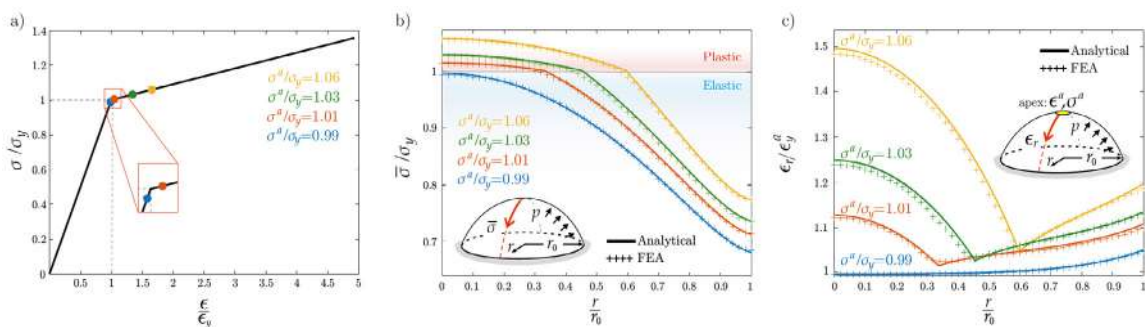 a)
σ/σy
1.4
1.2
1
0.8
0.6
0.4
0.2
0
0 0.5 1 1.5 2 2.5 3 3.5 4 4.5 5
ϵ/ϵy
σᵃ/σy=1.06
σᵃ/σy=1.03
σᵃ/σy=1.01
σᵃ/σy=0.99
b)
σ̅/σy
1
0.9
0.8
0.7
0 0.1 0.2 0.3 0.4 0.5 0.6 0.7 0.8 0.9 1
r/r₀
Plastic
Elastic
σᵃ/σy=1.06
σᵃ/σy=1.03
σᵃ/σy=1.01
σᵃ/σy=0.99
σ̅ p r r₀
Analytical
FEA
c)
ϵr/ϵyᵃ
1.5
1.4
1.3
1.2
1.1
1
0 0.1 0.2 0.3 0.4 0.5 0.6 0.7 0.8 0.9 1
r/r₀
σᵃ/σy=1.06
σᵃ/σy=1.03
σᵃ/σy=1.01
σᵃ/σy=0.99
Analytical
FEA
apex: ϵᵃ,σᵃ
ϵr p r r₀